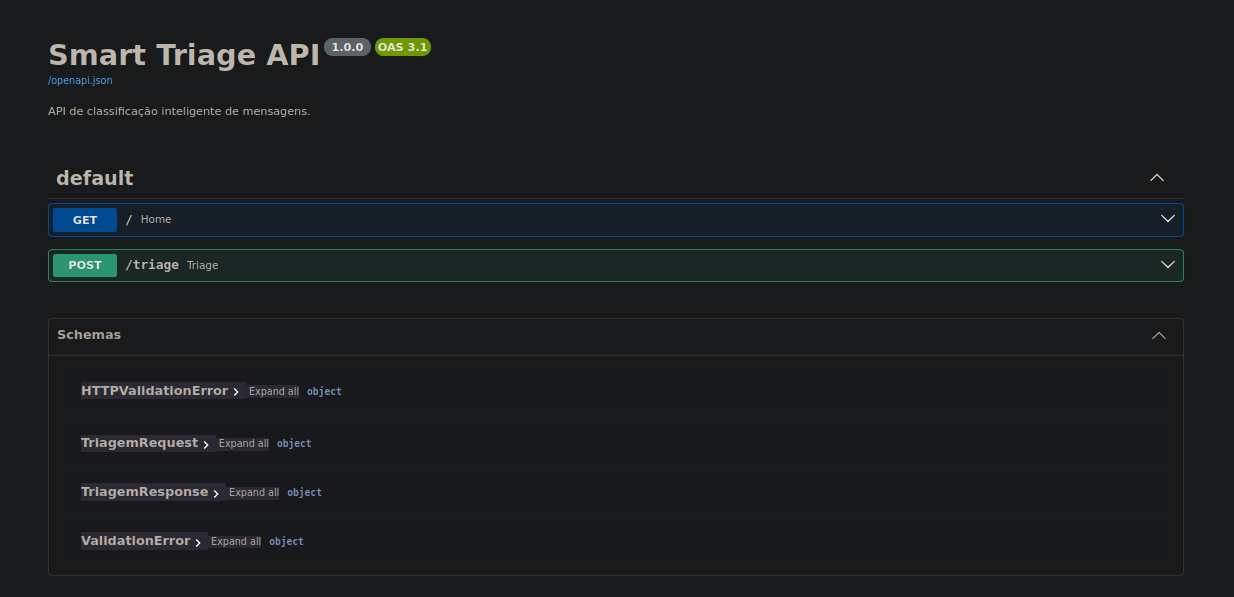 Smart Triage API 1.0.0 OAS 3.1
/openapi.json
API de classificação inteligente de mensagens.
default
GET / Home
POST /triage Triage
Schemas
HTTPValidationError Expand all object
TriagemRequest Expand all object
TriagemResponse Expand all object
ValidationError Expand all object